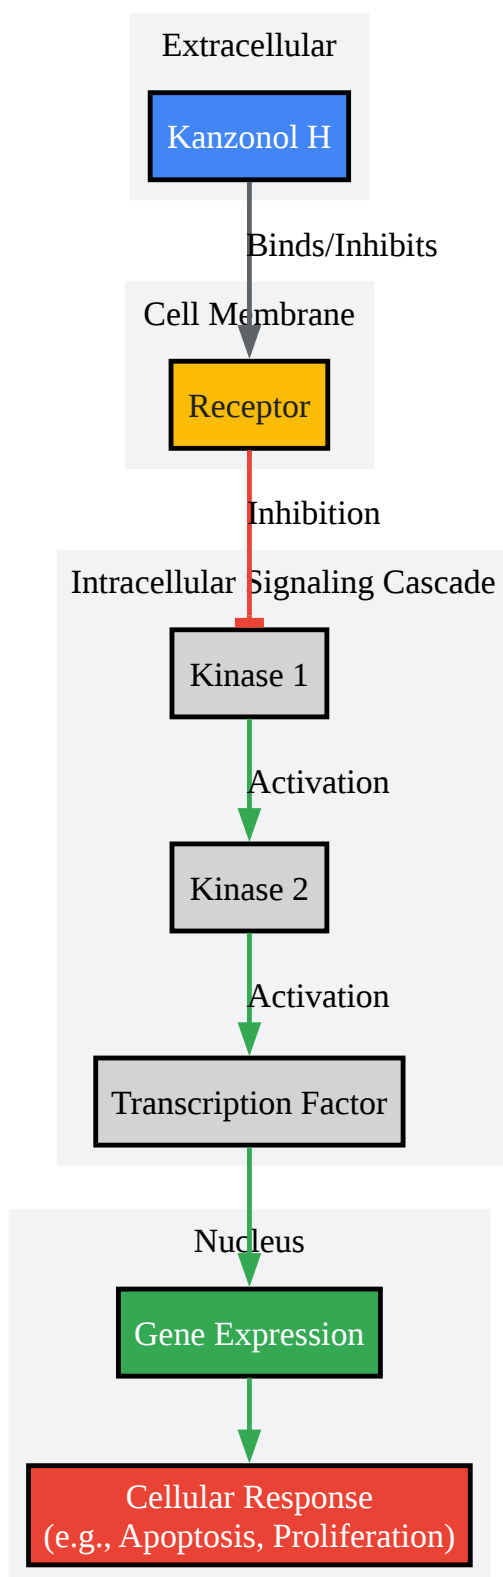 Extracellular
Kanzonol H
Binds/Inhibits
Cell Membrane
Receptor
Inhibition
Intracellular Signaling Cascade
Kinase 1
Activation
Kinase 2
Activation
Transcription Factor
Nucleus
Gene Expression
Cellular Response
(e.g., Apoptosis, Proliferation)